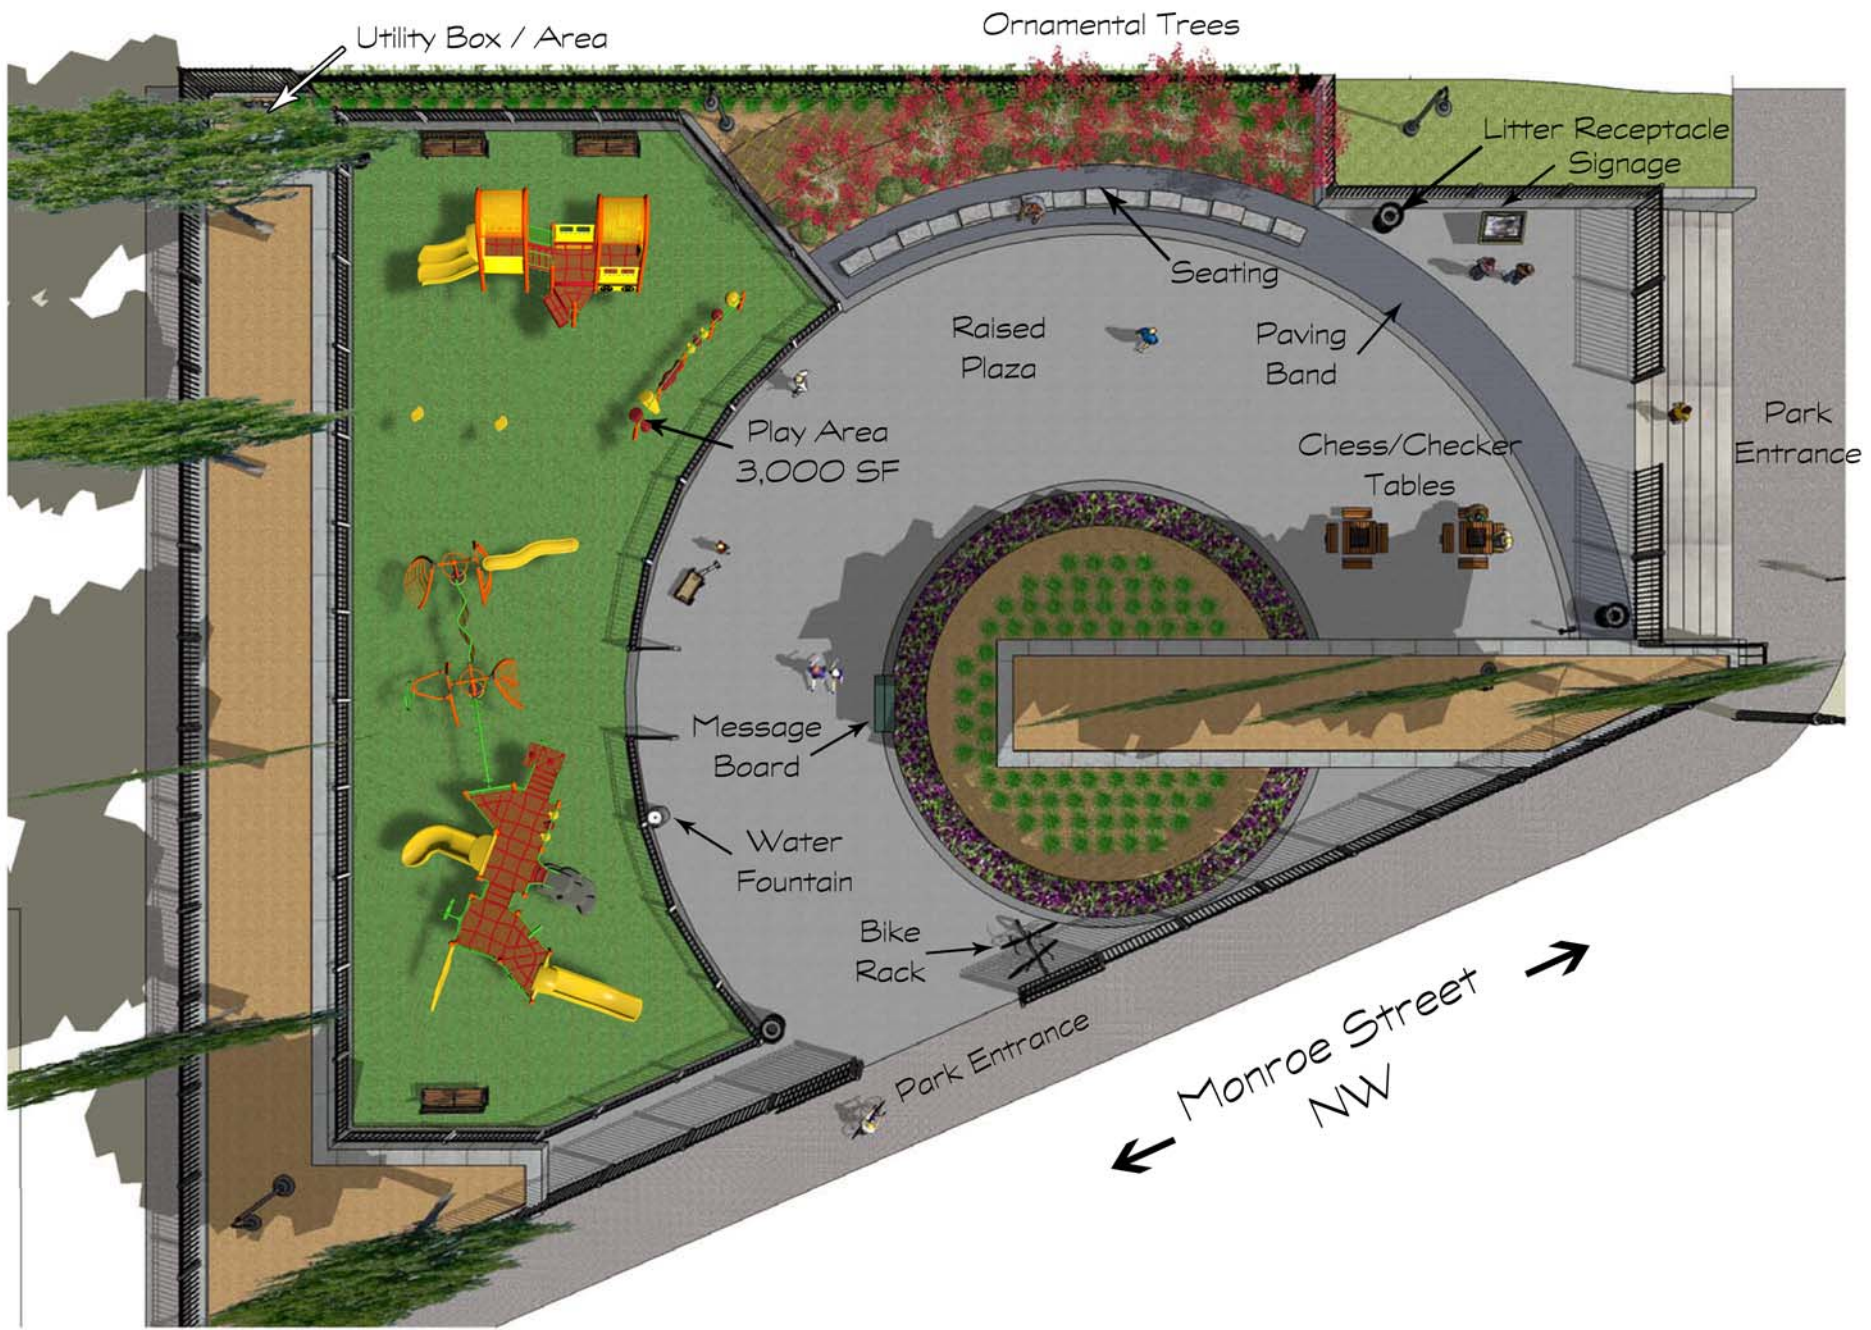 Utility Box / Area
Ornamental Trees
Litter Receptacle
Signage
Seating
Raised
Plaza
Paving
Band
Park
Entrance
Play Area
3,000 SF
Chess/Checker
Tables
Message
Board
Water
Fountain
Bike
Rack
Park Entrance
Monroe Street
NW